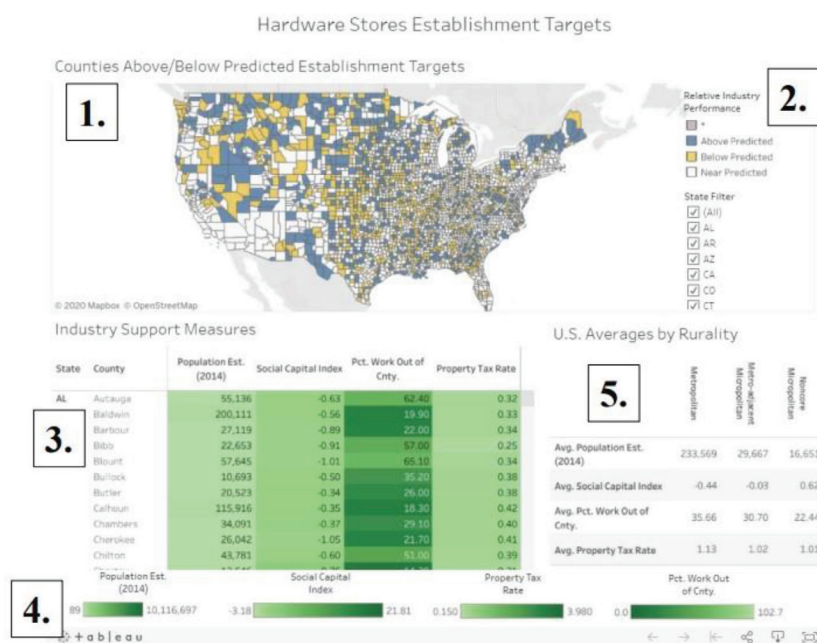 Hardware Stores Establishment Targets
Counties Above/Below Predicted Establishment Targets
1.
2.
Relative Industry
Performance
*
Above Predicted
Below Predicted
Near Predicted
State Filter
(All)
AL
AR
AZ
CA
CO
CT
© 2020 Mapbox © OpenStreetMap
Industry Support Measures
State County Population Est. (2014) Social Capital Index Pct. Work Out of Cnty. Property Tax Rate
AL Autauga 55,136 -0.63 62.40 0.32
Baldwin 200,111 -0.56 19.90 0.33
Barbour 27,119 -0.89 22.00 0.34
Bibb 22,653 -0.91 57.00 0.25
Blount 57,645 -1.01 65.10 0.34
Bullock 10,693 -0.50 35.20 0.38
Butler 20,523 -0.34 26.00 0.38
Calhoun 115,916 -0.35 18.30 0.42
Chambers 34,091 -0.37 29.10 0.40
Cherokee 26,042 -1.05 21.70 0.41
Chilton 43,781 -0.60 51.00 0.39
3.
U.S. Averages by Rurality
5.
Metropolitan
Metro-adjacent
Micropolitan
Noncore
Micropolitan
Avg. Population Est.
(2014) 233,569 29,667 16,651
Avg. Social Capital Index -0.44 -0.03 0.62
Avg. Pct. Work Out of
Cnty. 35.66 30.70 22.44
Avg. Property Tax Rate 1.13 1.02 1.01
4.
Population Est.
(2014)
89 10,116,697
Social Capital
Index
-3.18 21.81
Property Tax
Rate
0.150 3.980
Pct. Work Out
of Cnty.
0.0 102.7
+ a b | e a u